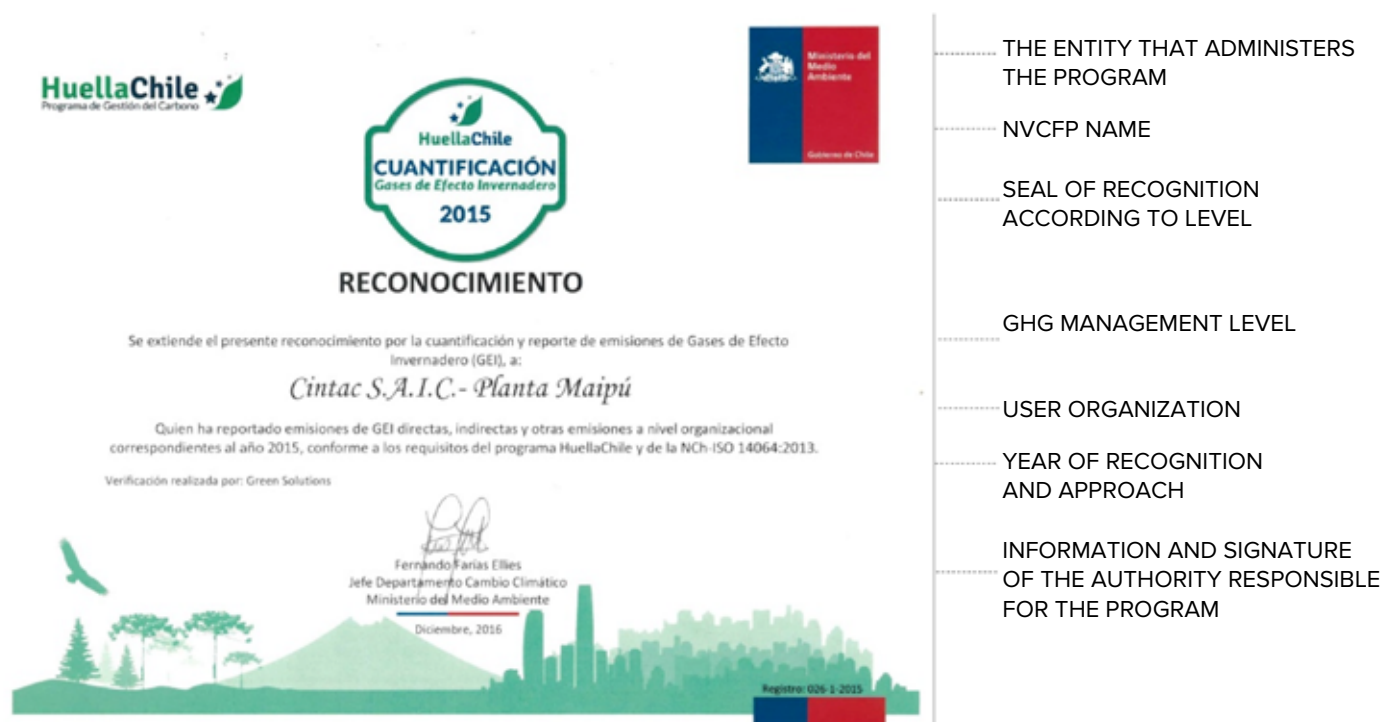 HuellaChile
Programa de Gestión del Carbono
HuellaChile
CUANTIFICACIÓN
Gases de Efecto Invernadero
2015
Ministerio del
Medio
Ambiente
Gobierno de Chile
RECONOCIMIENTO
Se extiende el presente reconocimiento por la cuantificación y reporte de emisiones de Gases de Efecto
Invernadero (GEI), a:
Cintac S.A.I.C.- Planta Maipú
Quien ha reportado emisiones de GEI directas, indirectas y otras emisiones a nivel organizacional
correspondientes al año 2015, conforme a los requisitos del programa HuellaChile y de la NCh-ISO 14064:2013.
Verificación realizada por: Green Solutions
Fernando Farías Ellies
Jefe Departamento Cambio Climático
Ministerio del Medio Ambiente
Diciembre, 2016
Registro: 026-1-2015
THE ENTITY THAT ADMINISTERS
THE PROGRAM
NVCFP NAME
SEAL OF RECOGNITION
ACCORDING TO LEVEL
GHG MANAGEMENT LEVEL
USER ORGANIZATION
YEAR OF RECOGNITION
AND APPROACH
INFORMATION AND SIGNATURE
OF THE AUTHORITY RESPONSIBLE
FOR THE PROGRAM